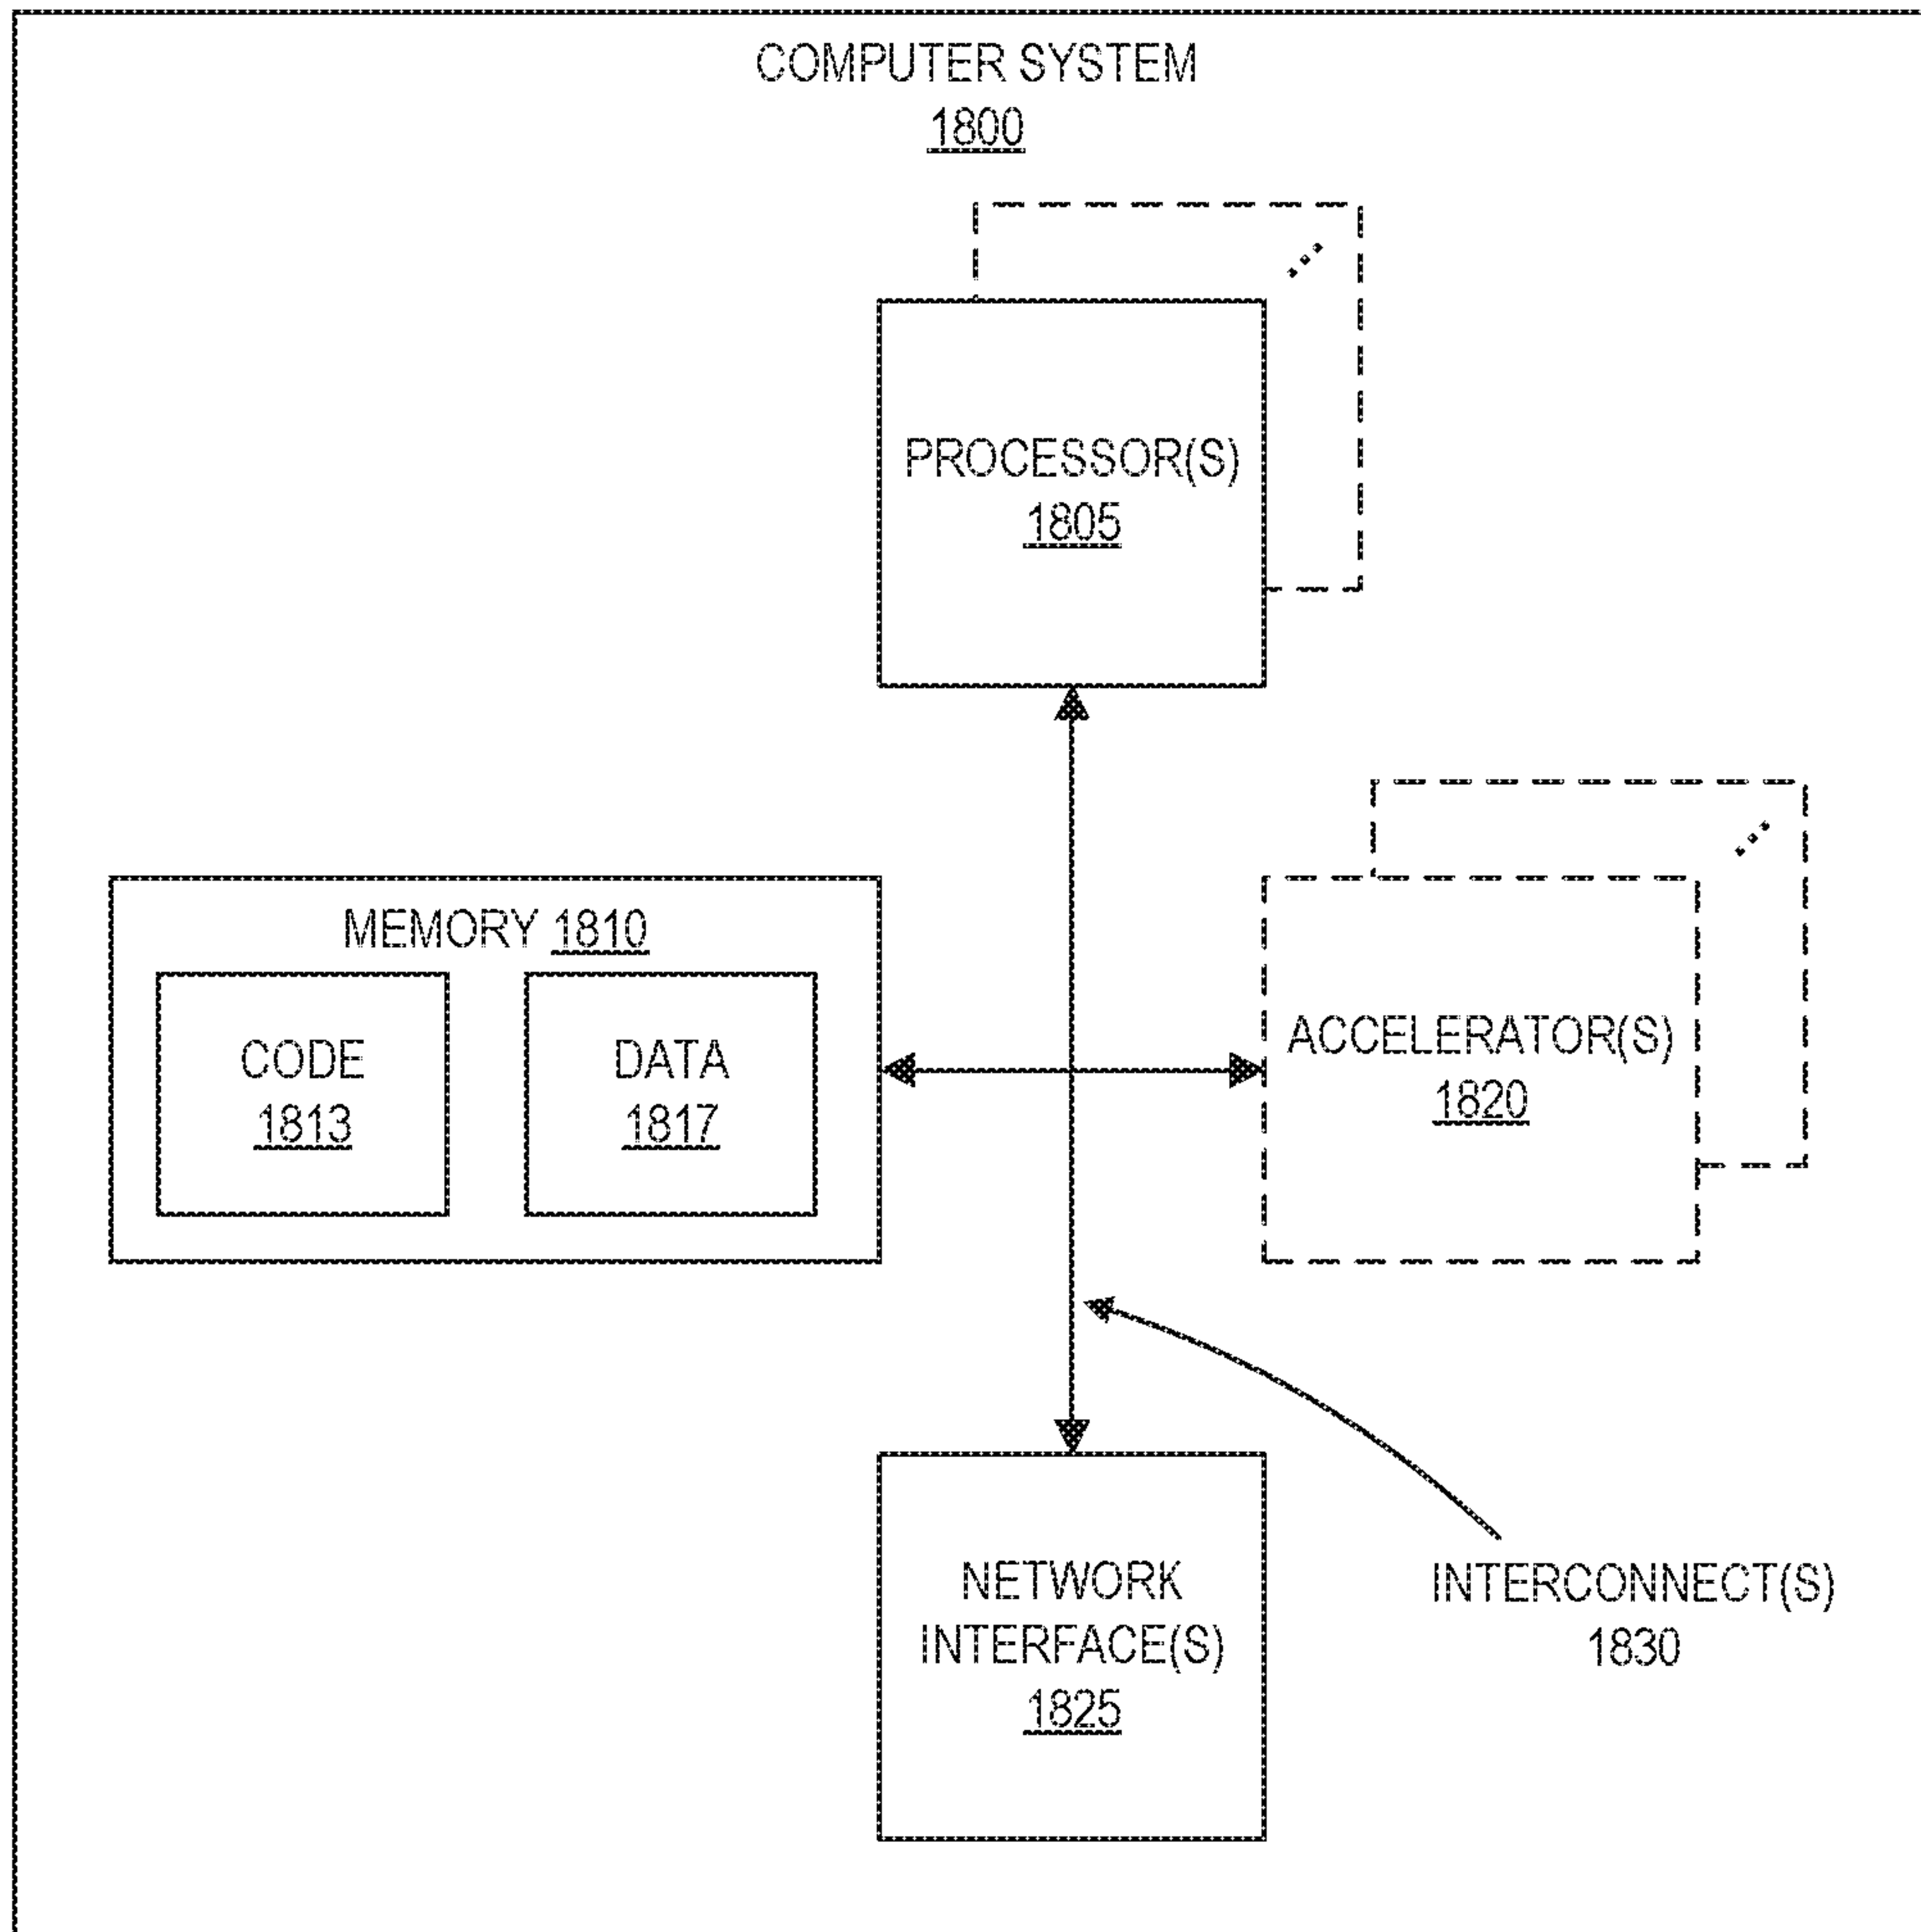 COMPUTER SYSTEM
1800
PROCESSOR(S)
1805
MEMORY 1810
CODE
1813
DATA
1817
ACCELERATOR(S)
1820
NETWORK
INTERFACE(S)
1825
INTERCONNECT(S)
1830